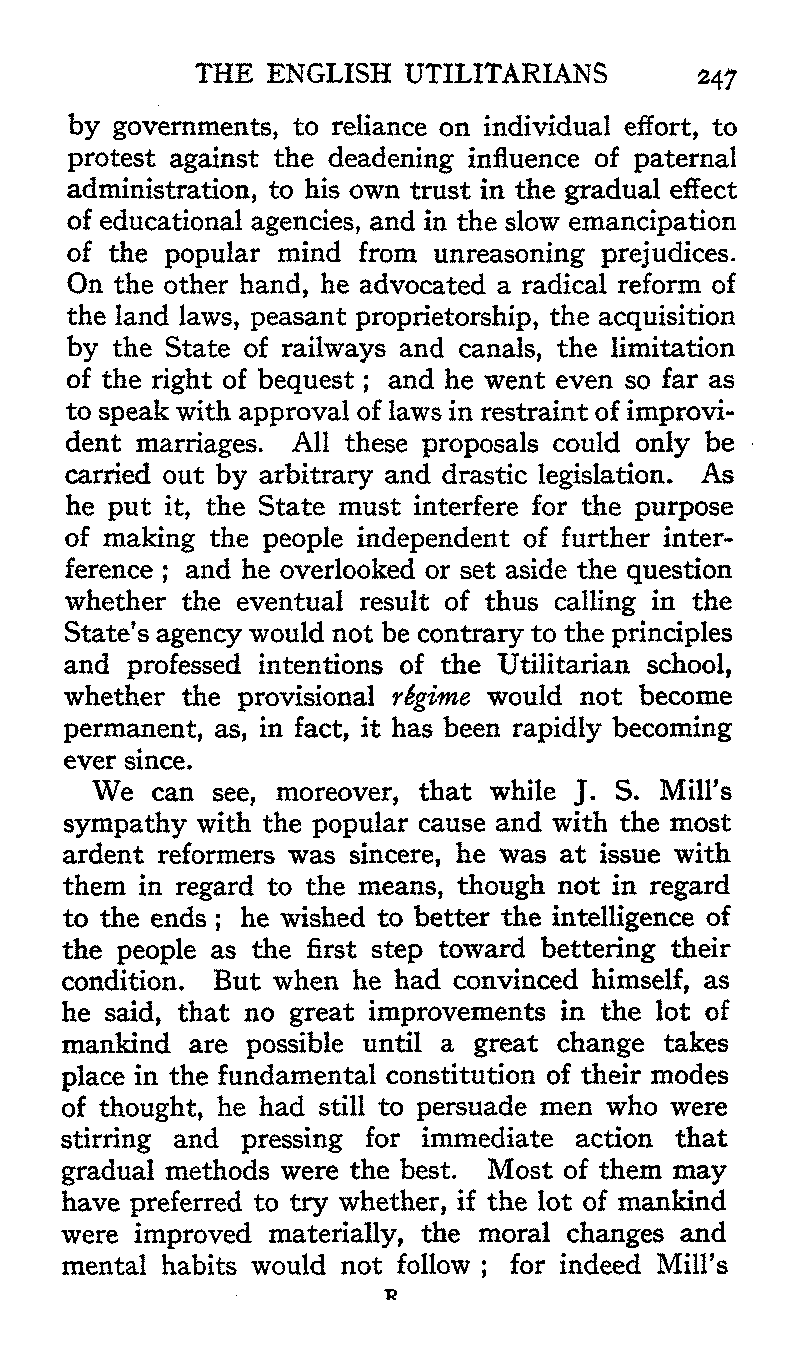 THE ENGLISH UTILITARIANS 247
by governments, to reliance on individual effort, to
protest against the deadening influence of paternal
administration, to his own trust in the gradual effect
of educational agencies, and in the slow emancipation
of the popular mind from unreasoning prejudices.
On the other hand, he advocated a radical reform of
the land laws, peasant proprietorship, the acquisition
by the State of railways and canals, the limitation
of the right of bequest ; and he went even so far as
to speak with approval of laws in restraint of improvi-
dent marriages. All these proposals could only be
carried out by arbitrary and drastic legislation. As
he put it, the State must interfere for the purpose
of making the people independent of further inter-
ference ; and he overlooked or set aside the question
whether the eventual result of thus calling in the
State's agency would not be contrary to the principles
and professed intentions of the Utilitarian school,
whether the provisional régime would not become
permanent, as, in fact, it has been rapidly becoming
ever since.
We can see, moreover, that while J. S. Mill's
sympathy with the popular cause and with the most
ardent reformers was sincere, he was at issue with
them in regard to the means, though not in regard
to the ends ; he wished to better the intelligence of
the people as the first step toward bettering their
condition. But when he had convinced himself, as
he said, that no great improvements in the lot of
mankind are possible until a great change takes
place in the fundamental constitution of their modes
of thought, he had still to persuade men who were
stirring and pressing for immediate action that
gradual methods were the best. Most of them may
have preferred to try whether, if the lot of mankind
were improved materially, the moral changes and
mental habits would not follow ; for indeed Mill's
R